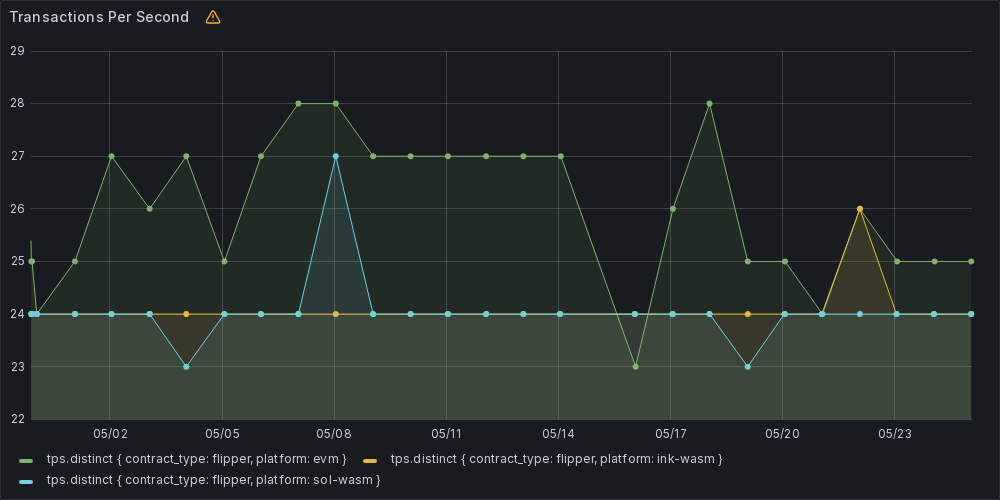 Transactions Per Second
29
28
27
26
25
24
23
22
05/02 05/05 05/08 05/11 05/14 05/17 05/20 05/23
tps.distinct { contract_type: flipper, platform: evm } tps.distinct { contract_type: flipper, platform: ink-wasm }
tps.distinct { contract_type: flipper, platform: sol-wasm }